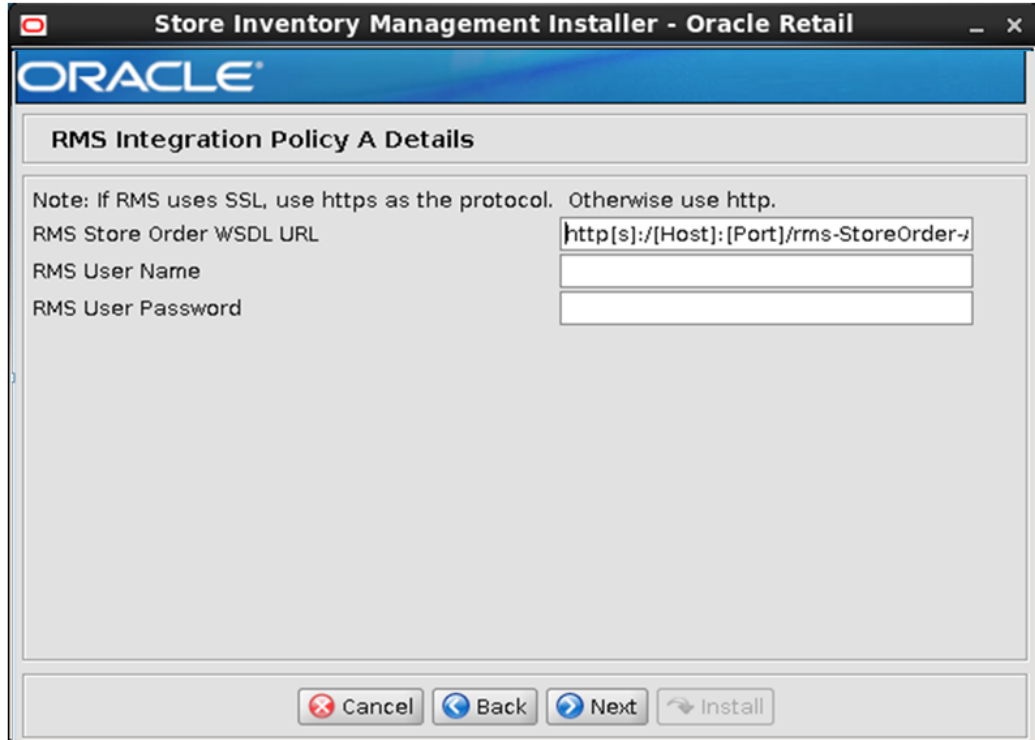 Store Inventory Management Installer - Oracle Retail
ORACLE
RMS Integration Policy A Details
Note: If RMS uses SSL, use https as the protocol. Otherwise use http.
RMS Store Order WSDL URL http[s]:/[Host]:[Port]/rms-StoreOrder-
RMS User Name
RMS User Password
Cancel Back Next Install